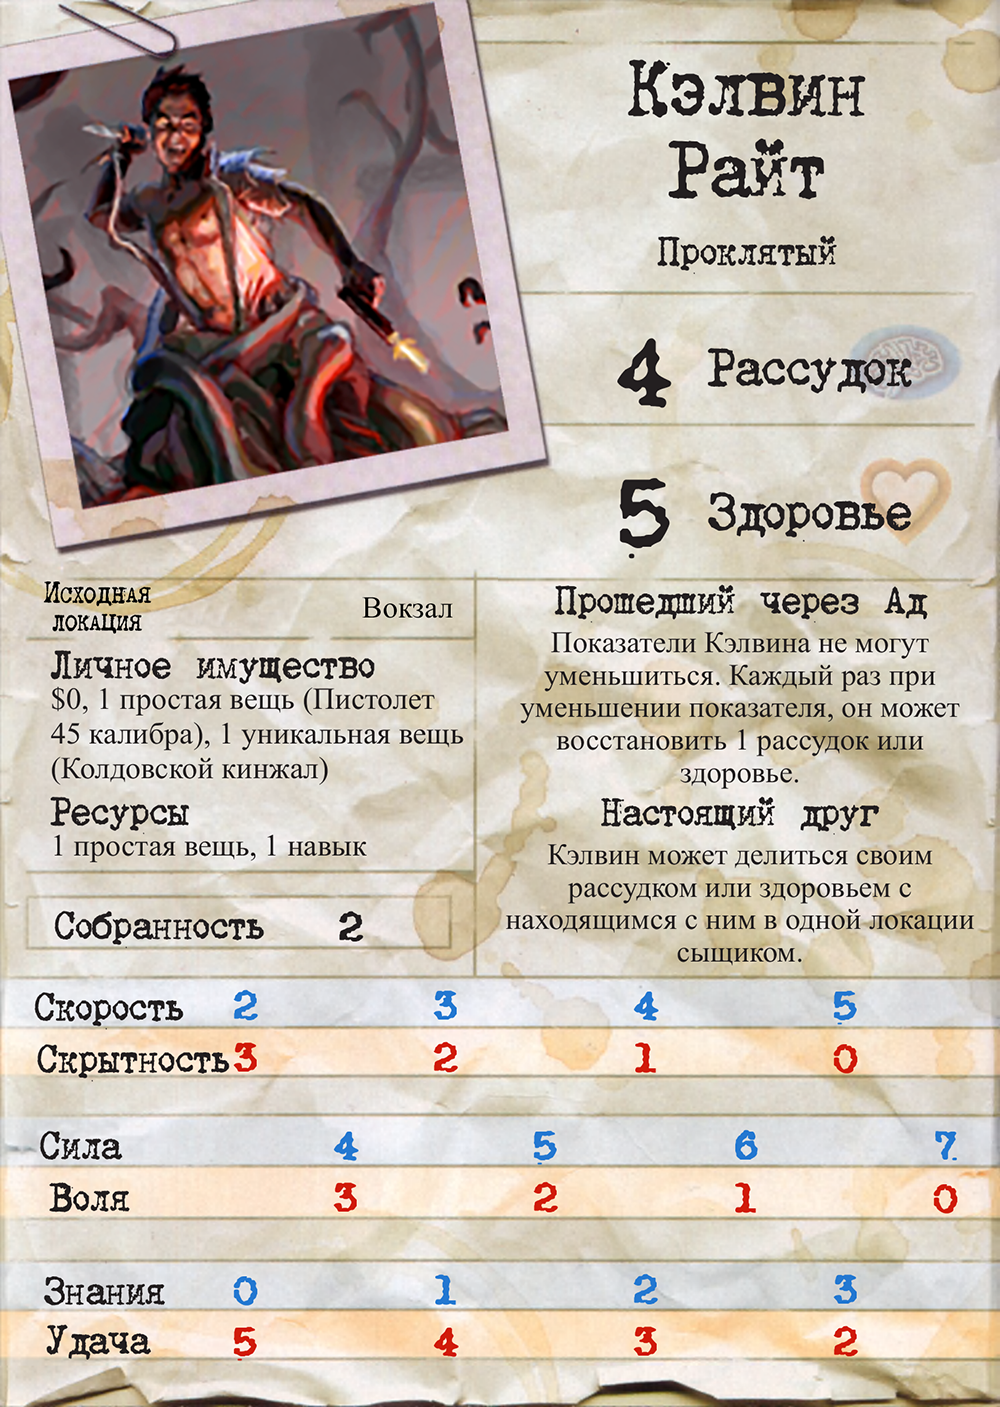 Кэлвин
Райт
Проклятый
4 Рассудок
5 Здоровье
Исходная
локация
Вокзал
Личное имущество
$0, 1 простая вещь (Пистолет
45 калибра), 1 уникальная вещь
(Колдовской кинжал)
Ресурсы
1 простая вещь, 1 навык
Собранность 2
Прошедший через Ад
Показатели Кэлвина не могут
уменьшиться. Каждый раз при
уменьшении показателя, он может
восстановить 1 рассудок или
здоровье.
Настоящий друг
Кэлвин может делиться своим
рассудком или здоровьем с
находящимся с ним в одной локации
сыщиком.
Скорость 2 3 4 5
Скрытность 3 2 1 0
Сила 4 5 6 7
Воля 3 2 1 0
Знания 0 1 2 3
Удача 5 4 3 2